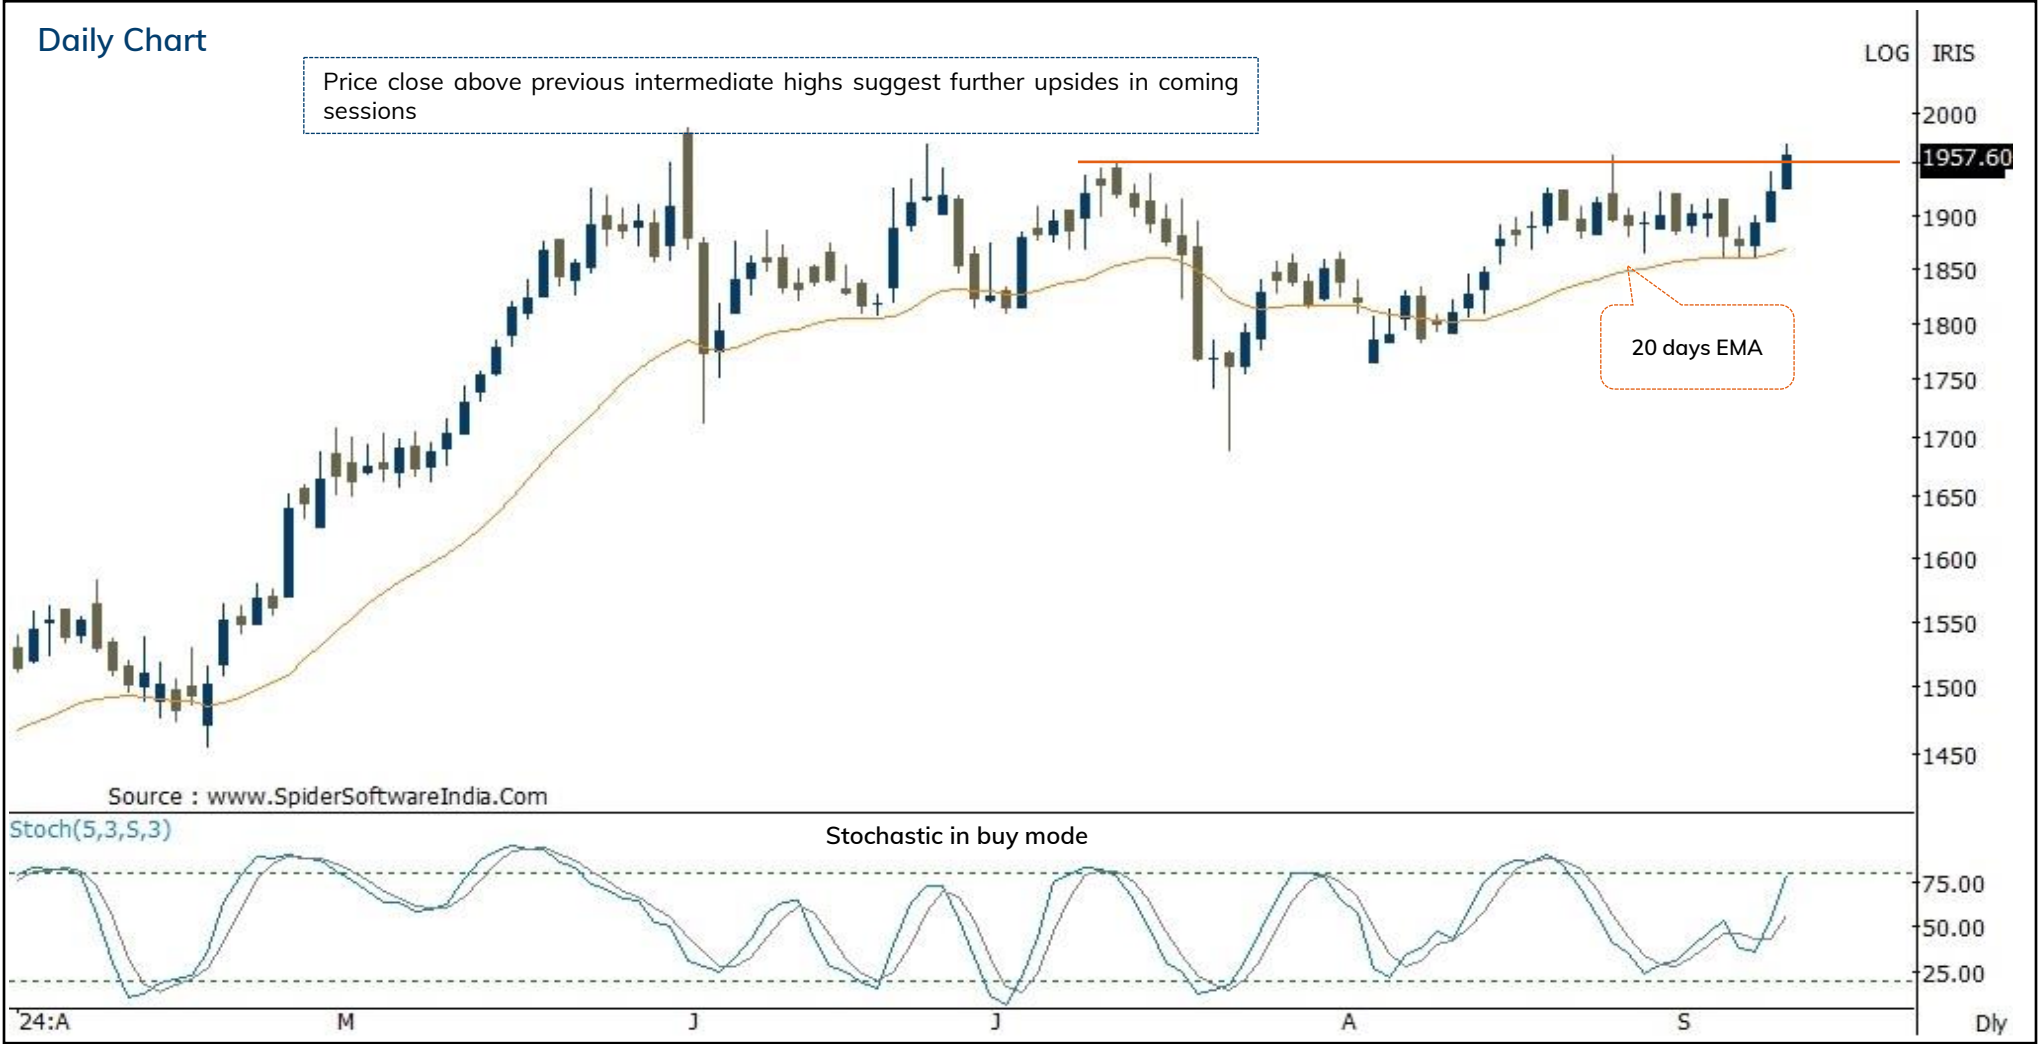 Daily Chart
LOG IRIS
Price close above previous intermediate highs suggest further upsides in coming
sessions
2000
1957.60
1900
1850
1800
20 days EMA
1750
1700
1650
1600
1550
1500
1450
Source : www.SpiderSoftwareIndia.Com
Stoch(5,3,S,3)
Stochastic in buy mode
75.00
50.00
25.00
'24:A M J J A S Dly